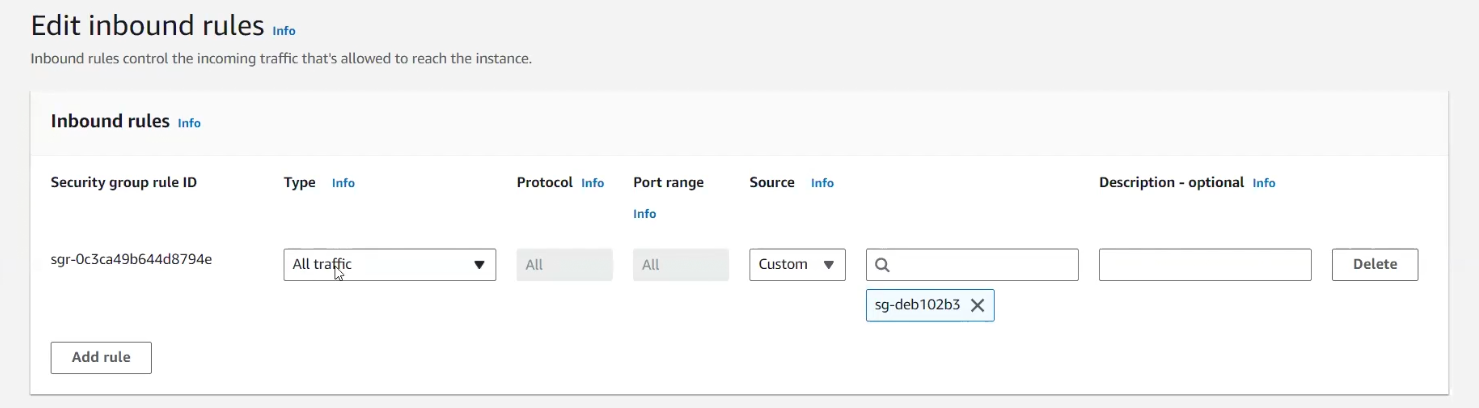 Edit inbound rules Info
Inbound rules control the incoming traffic that's allowed to reach the instance.
Inbound rules Info
Security group rule ID Type Info Protocol Info Port range Info Source Info Description - optional Info
sgr-0c3ca49b644d8794e All traffic All All Custom Delete
sg-deb102b3
Add rule